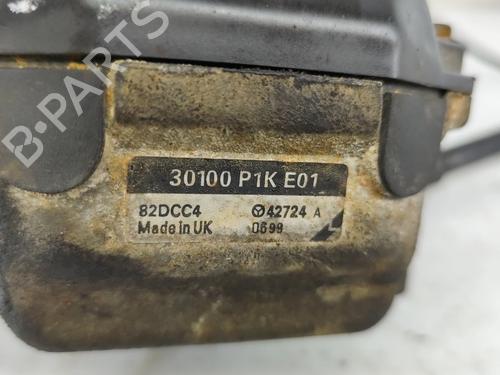 B-PARTS
30100 P1K E01
82DCC4 42724 A
Made in UK 0699